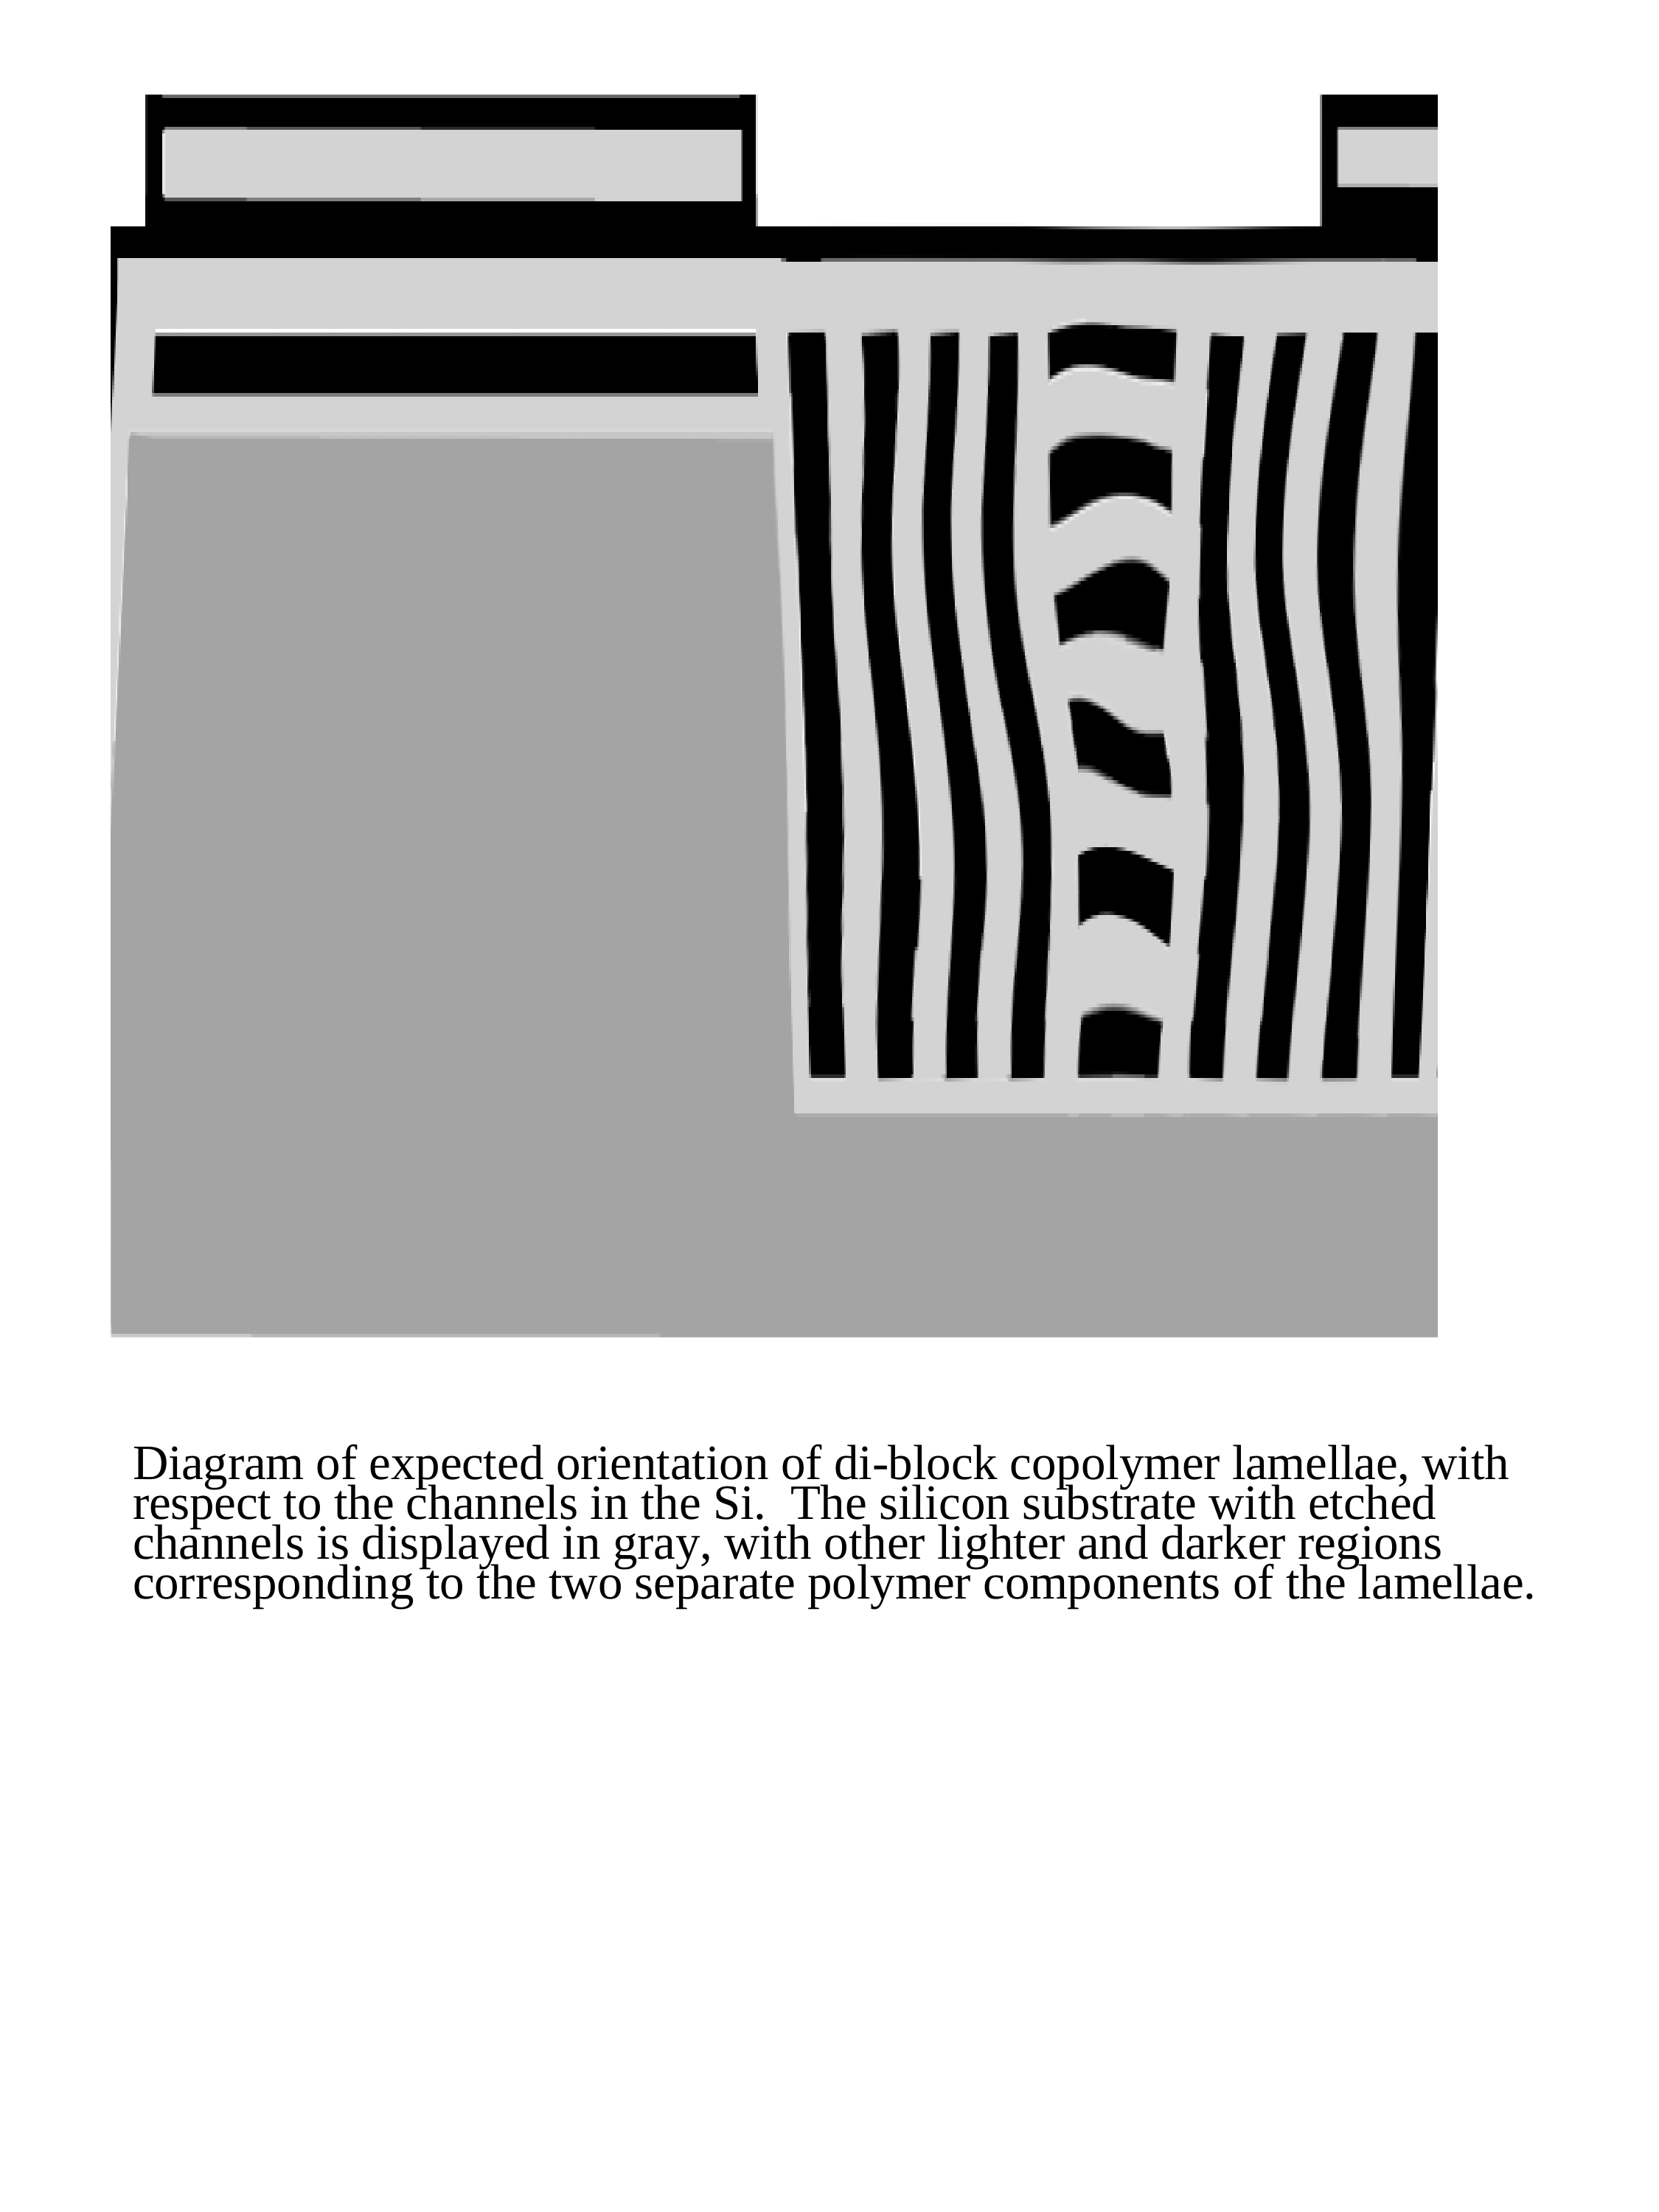 Diagram of expected orientation of di-block copolymer lamellae, with
respect to the channels in the Si.  The silicon substrate with etched
channels is displayed in gray, with other lighter and darker regions
corresponding to the two separate polymer components of the lamellae.